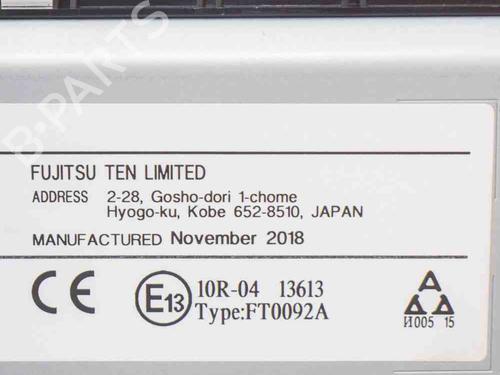 B-PARTS
FUJITSU TEN LIMITED
ADDRESS 2-28, Gosho-dori 1-chome
Hyogo-ku, Kobe 652-8510, JAPAN
MANUFACTURED November 2018
CE E13 10R-04 13613
Type:FT0092A
И005 15